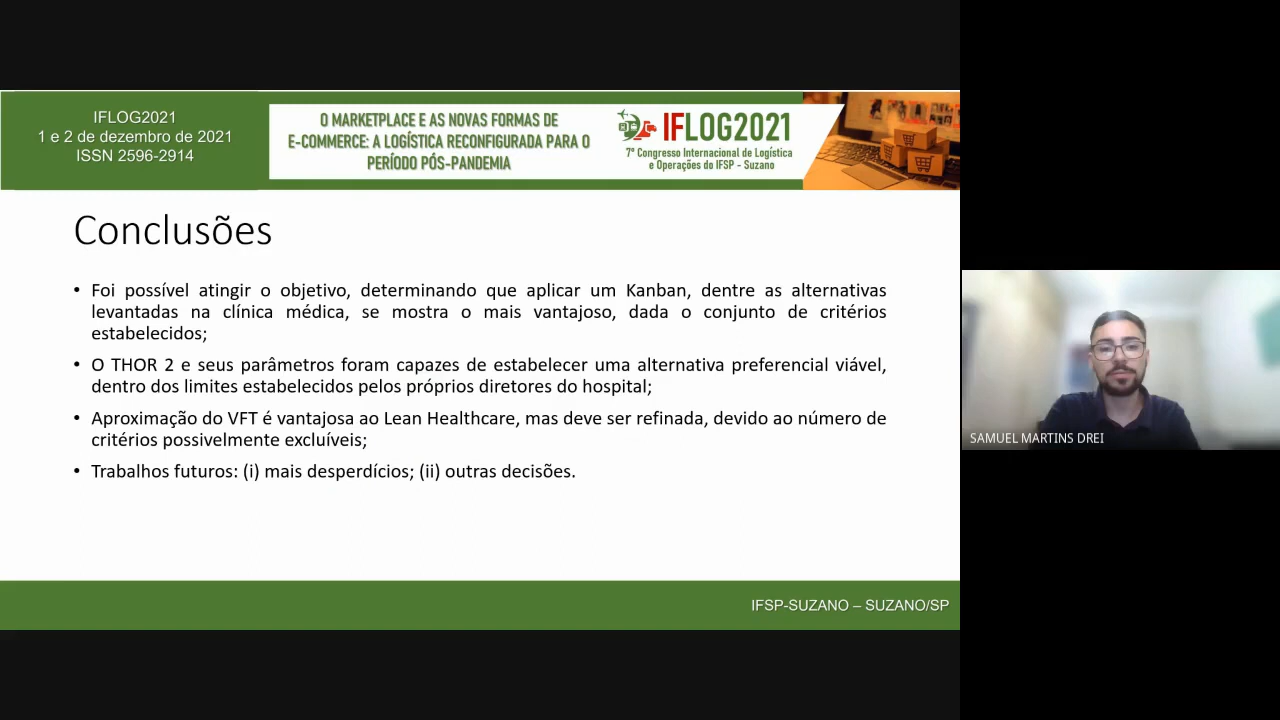 IFLOG2021
1 e 2 de dezembro de 2021
ISSN 2596-2914
O MARKETPLACE E AS NOVAS FORMAS DE
E-COMMERCE: A LOGÍSTICA RECONFIGURADA PARA O
PERÍODO PÓS-PANDEMIA
IFLOG2021
7º Congresso Internacional de Logística
e Operações do IFSP - Suzano
Conclusões
• Foi possível atingir o objetivo, determinando que aplicar um Kanban, dentre as alternativas
levantadas na clínica médica, se mostra o mais vantajoso, dada o conjunto de critérios
estabelecidos;
• O THOR 2 e seus parâmetros foram capazes de estabelecer uma alternativa preferencial viável,
dentro dos limites estabelecidos pelos próprios diretores do hospital;
• Aproximação do VFT é vantajosa ao Lean Healthcare, mas deve ser refinada, devido ao número de
critérios possivelmente excluíveis;
• Trabalhos futuros: (i) mais desperdícios; (ii) outras decisões.
SAMUEL MARTINS DREI
IFSP-SUZANO – SUZANO/SP